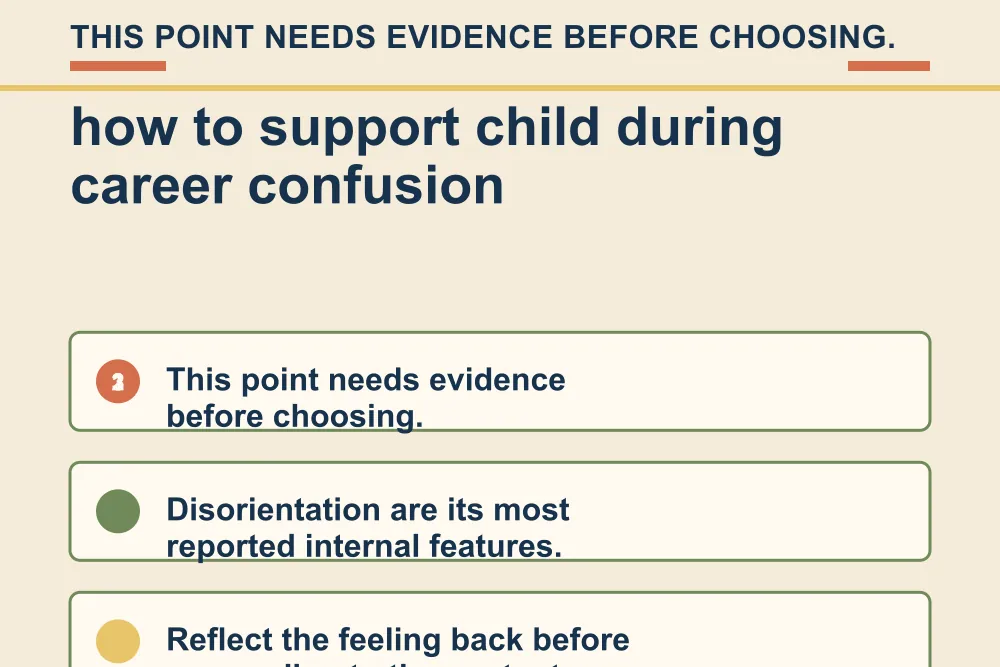 THIS POINT NEEDS EVIDENCE BEFORE CHOOSING.
how to support child during
career confusion
This point needs evidence
before choosing.
Disorientation are its most
reported internal features.
Reflect the feeling back before